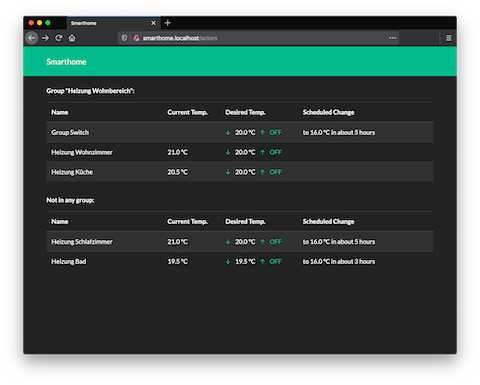 Smarthome
smarthome.localhost/actors
Smarthome
Group "Heizung Wohnbereich":
Name Current Temp. Desired Temp. Scheduled Change
Group Switch ↓ 20.0 °C ↑ OFF to 16.0 °C in about 5 hours
Heizung Wohnzimmer 21.0 °C ↓ 20.0 °C ↑ OFF
Heizung Küche 20.5 °C ↓ 20.0 °C ↑ OFF
Not in any group:
Name Current Temp. Desired Temp. Scheduled Change
Heizung Schlafzimmer 21.0 °C ↓ 20.0 °C ↑ OFF to 16.0 °C in about 5 hours
Heizung Bad 19.5 °C ↓ 19.5 °C ↑ OFF to 16.0 °C in about 3 hours